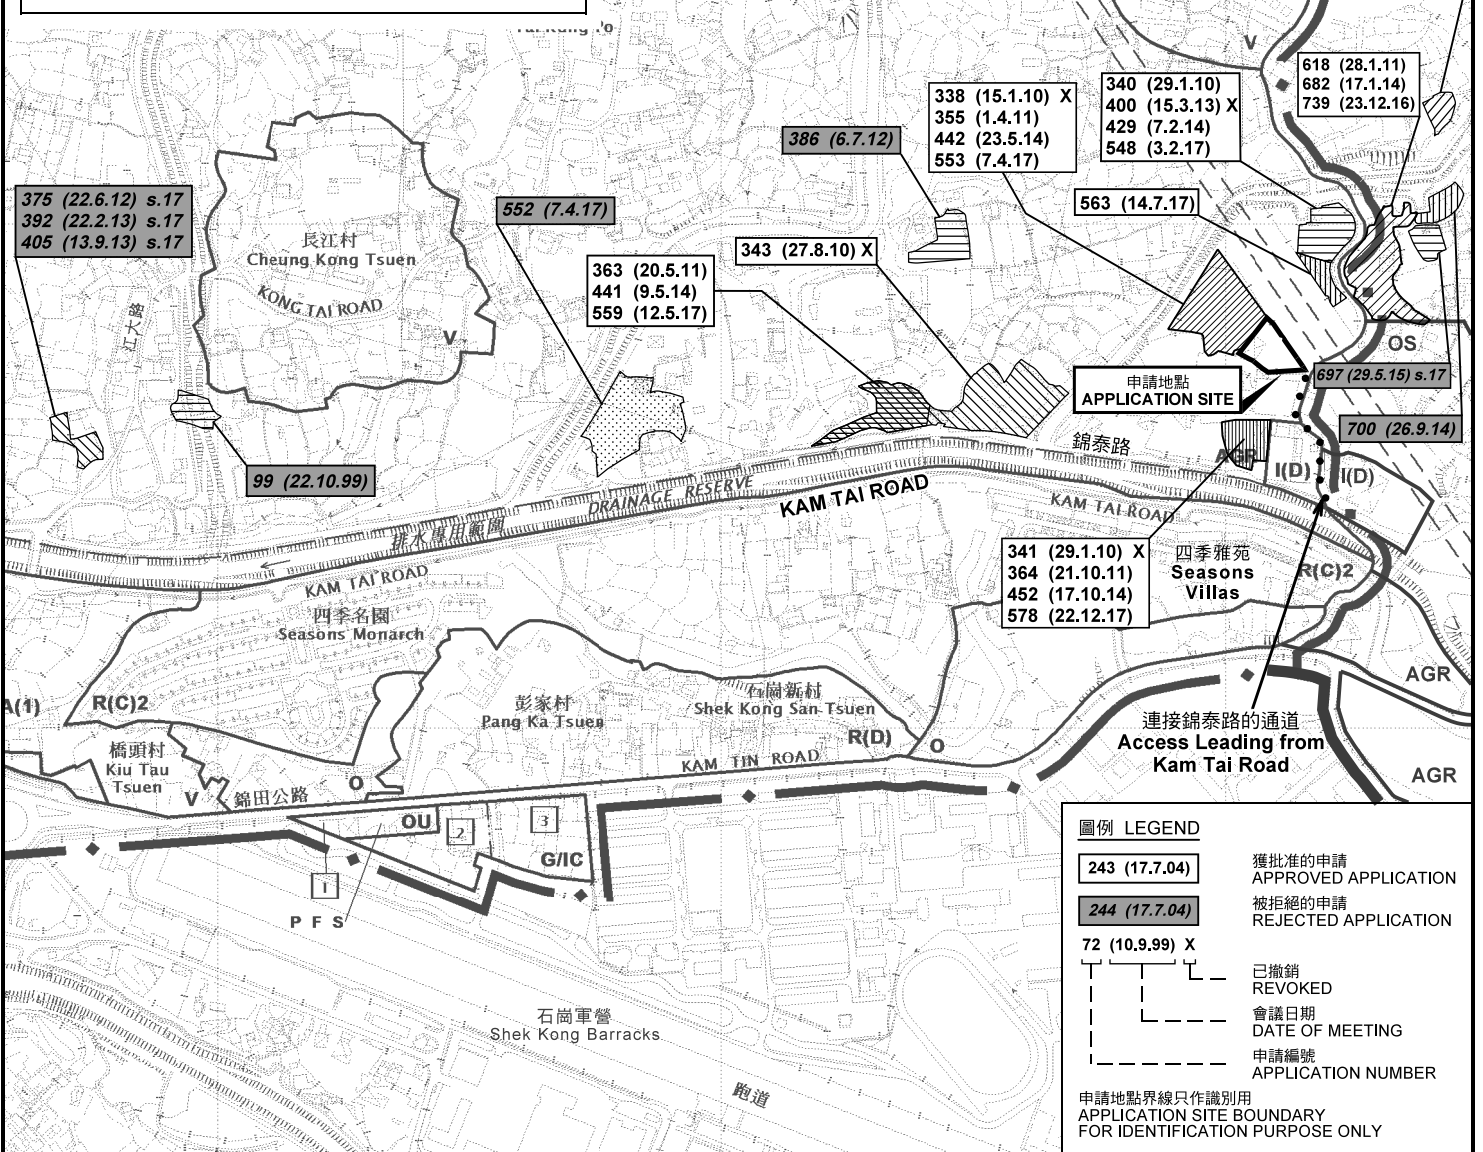 V
618 (28.1.11)
682 (17.1.14)
739 (23.12.16)
338 (15.1.10) X
355 (1.4.11)
442 (23.5.14)
553 (7.4.17)
340 (29.1.10)
400 (15.3.13) X
429 (7.2.14)
548 (3.2.17)
386 (6.7.12)
375 (22.6.12) s.17
392 (22.2.13) s.17
405 (13.9.13) s.17
552 (7.4.17)
563 (14.7.17)
長江村
Cheung Kong Tsuen
KONG TAI ROAD
V
江大路
343 (27.8.10) X
363 (20.5.11)
441 (9.5.14)
559 (12.5.17)
OS
697 (29.5.15) s.17
申請地點
APPLICATION SITE
700 (26.9.14)
99 (22.10.99)
錦泰路
AGR
I(D)
I(D)
DRAINAGE RESERVE
排水專用範圍
KAM TAI ROAD
KAM TAI ROAD
KAM TAI ROAD
341 (29.1.10) X
364 (21.10.11)
452 (17.10.14)
578 (22.12.17)
四季雅苑
Seasons
Villas
R(C)2
四季名園
Seasons Monarch
AGR
A(1)
R(C)2
彭家村
Pang Ka Tsuen
石崗新村
Shek Kong San Tsuen
R(D)
O
連接錦泰路的通道
Access Leading from
Kam Tai Road
橋頭村
Kiu Tau
Tsuen
V
錦田公路
O
KAM TIN ROAD
AGR
OU
2
3
G/IC
1
P F S
石崗軍營
Shek Kong Barracks
跑道
圖例 LEGEND
243 (17.7.04)
獲批准的申請
APPROVED APPLICATION
244 (17.7.04)
被拒絕的申請
REJECTED APPLICATION
72 (10.9.99) X
已撤銷
REVOKED
會議日期
DATE OF MEETING
申請編號
APPLICATION NUMBER
申請地點界線只作識別用
APPLICATION SITE BOUNDARY
FOR IDENTIFICATION PURPOSE ONLY